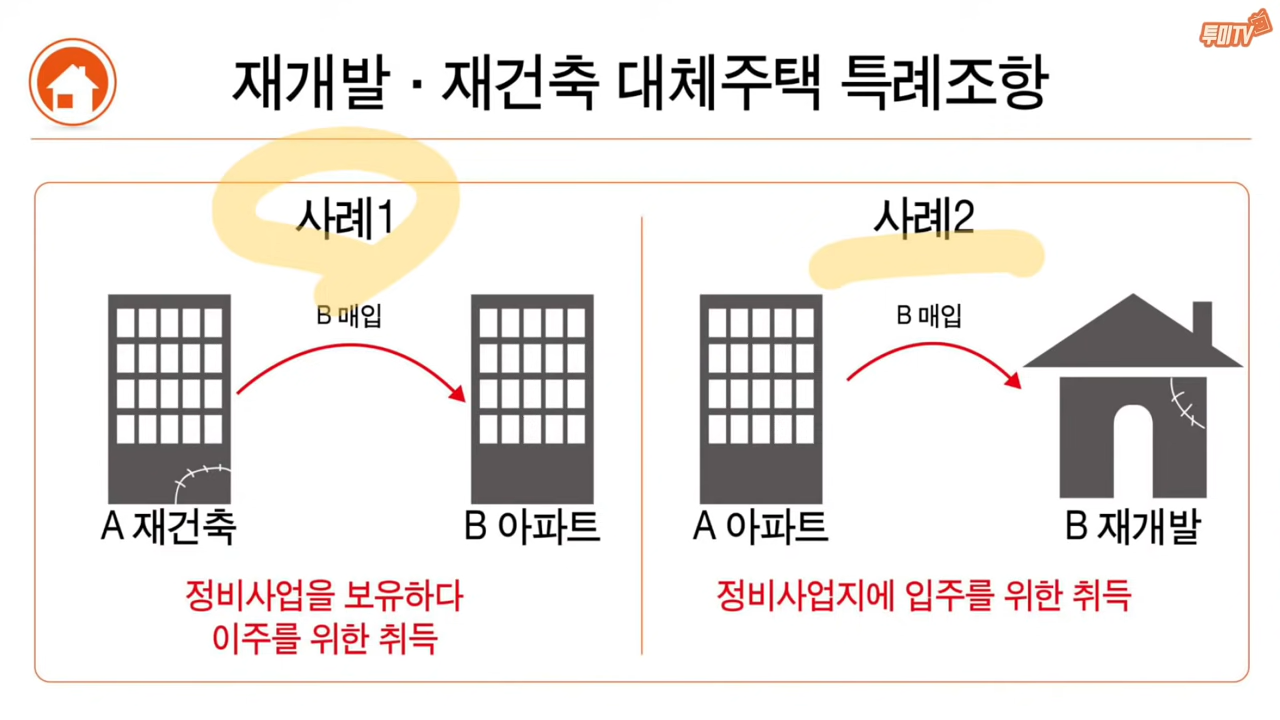 투미TV
재개발 · 재건축 대체주택 특례조항
사례1
B 매입
A 재건축
B 아파트
정비사업을 보유하다
이주를 위한 취득
사례2
B 매입
A 아파트
B 재개발
정비사업지에 입주를 위한 취득